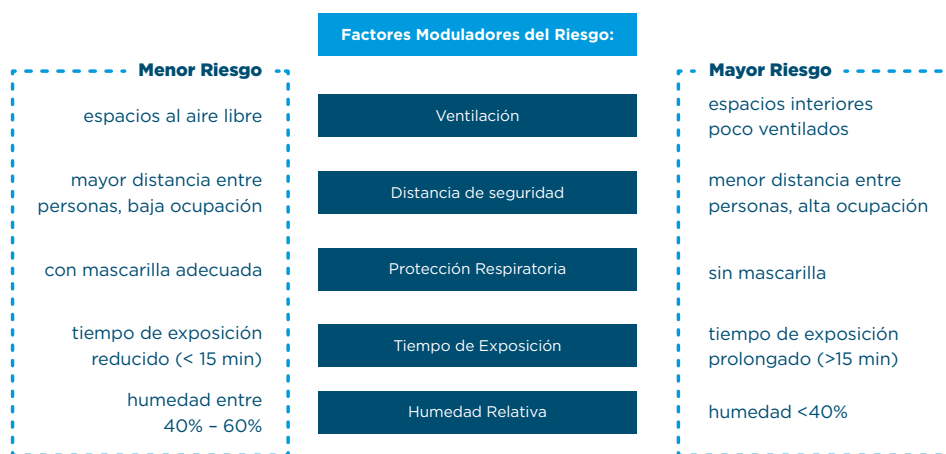 Factores Moduladores del Riesgo:
Menor Riesgo
Mayor Riesgo
espacios al aire libre
Ventilación
espacios interiores
poco ventilados
mayor distancia entre
personas, baja ocupación
Distancia de seguridad
menor distancia entre
personas, alta ocupación
con mascarilla adecuada
Protección Respiratoria
sin mascarilla
tiempo de exposición
reducido (< 15 min)
Tiempo de Exposición
tiempo de exposición
prolongado (>15 min)
humedad entre
40% – 60%
Humedad Relativa
humedad <40%